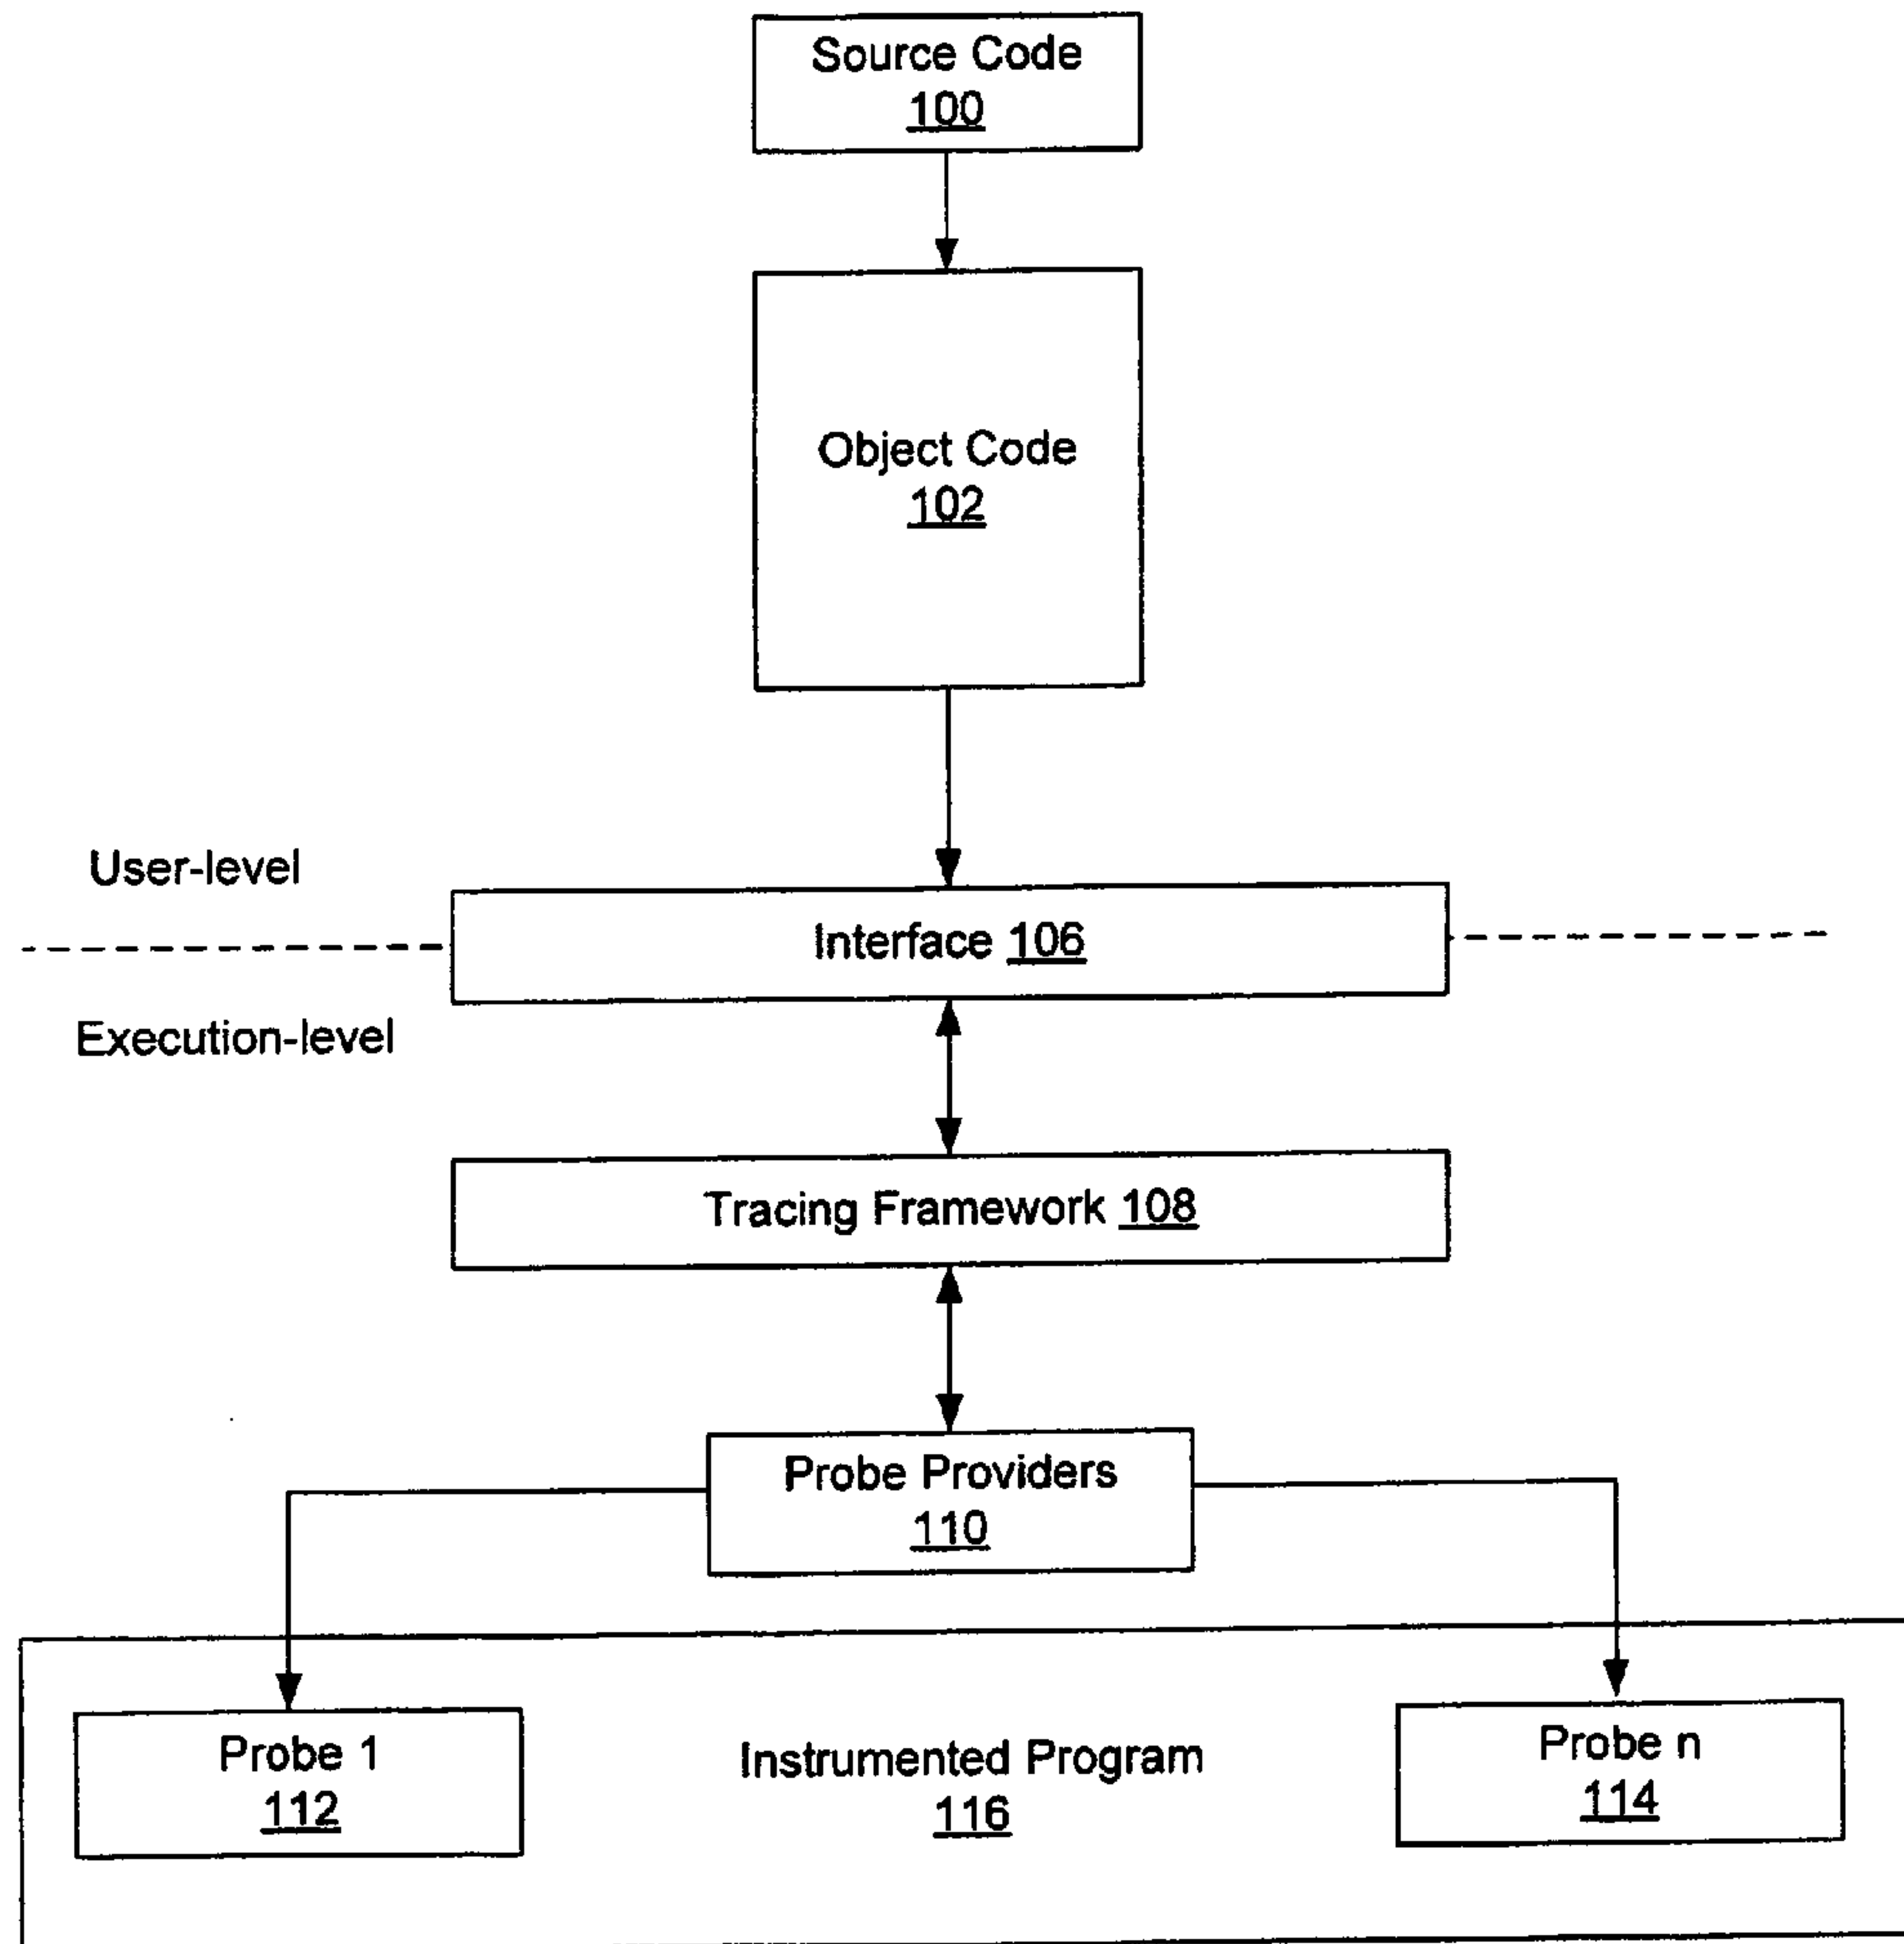 Source Code
100
Object Code
102
User-level
Interface 106
Execution-level
Tracing Framework 108
Probe Providers
110
Probe 1
112
Instrumented Program
116
Probe n
114